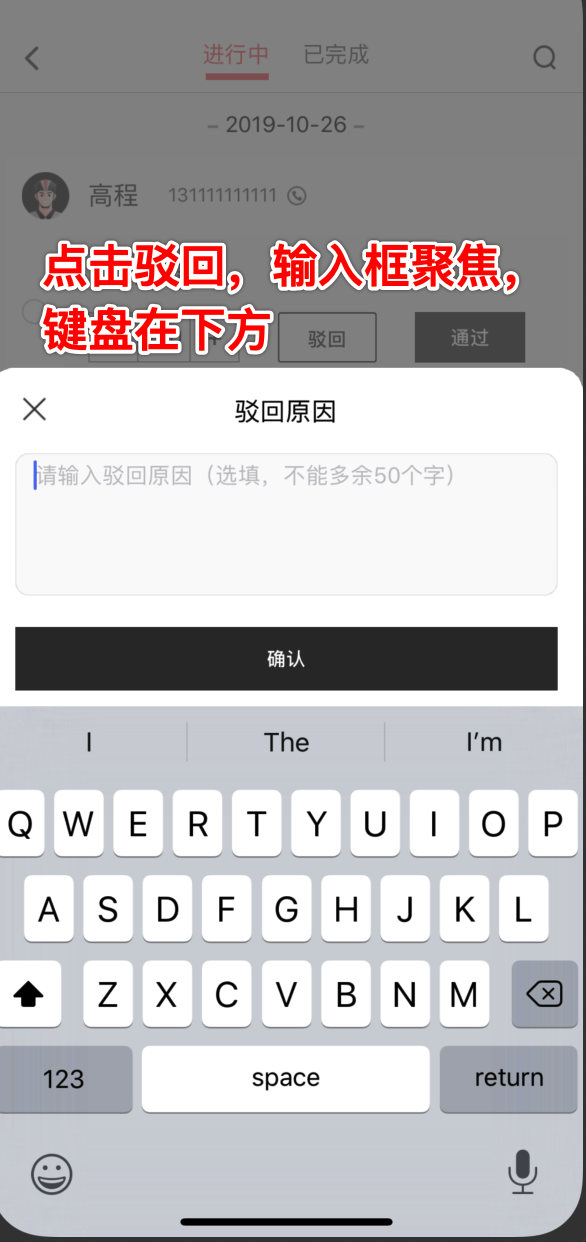 进行中 已完成
– 2019-10-26 –
高程 131111111111
点击驳回，输入框聚焦，
键盘在下方
驳回 通过
驳回原因
请输入驳回原因（选填，不能多余50个字）
确认
I The I’m
Q W E R T Y U I O P
A S D F G H J K L
Z X C V B N M
123 space return